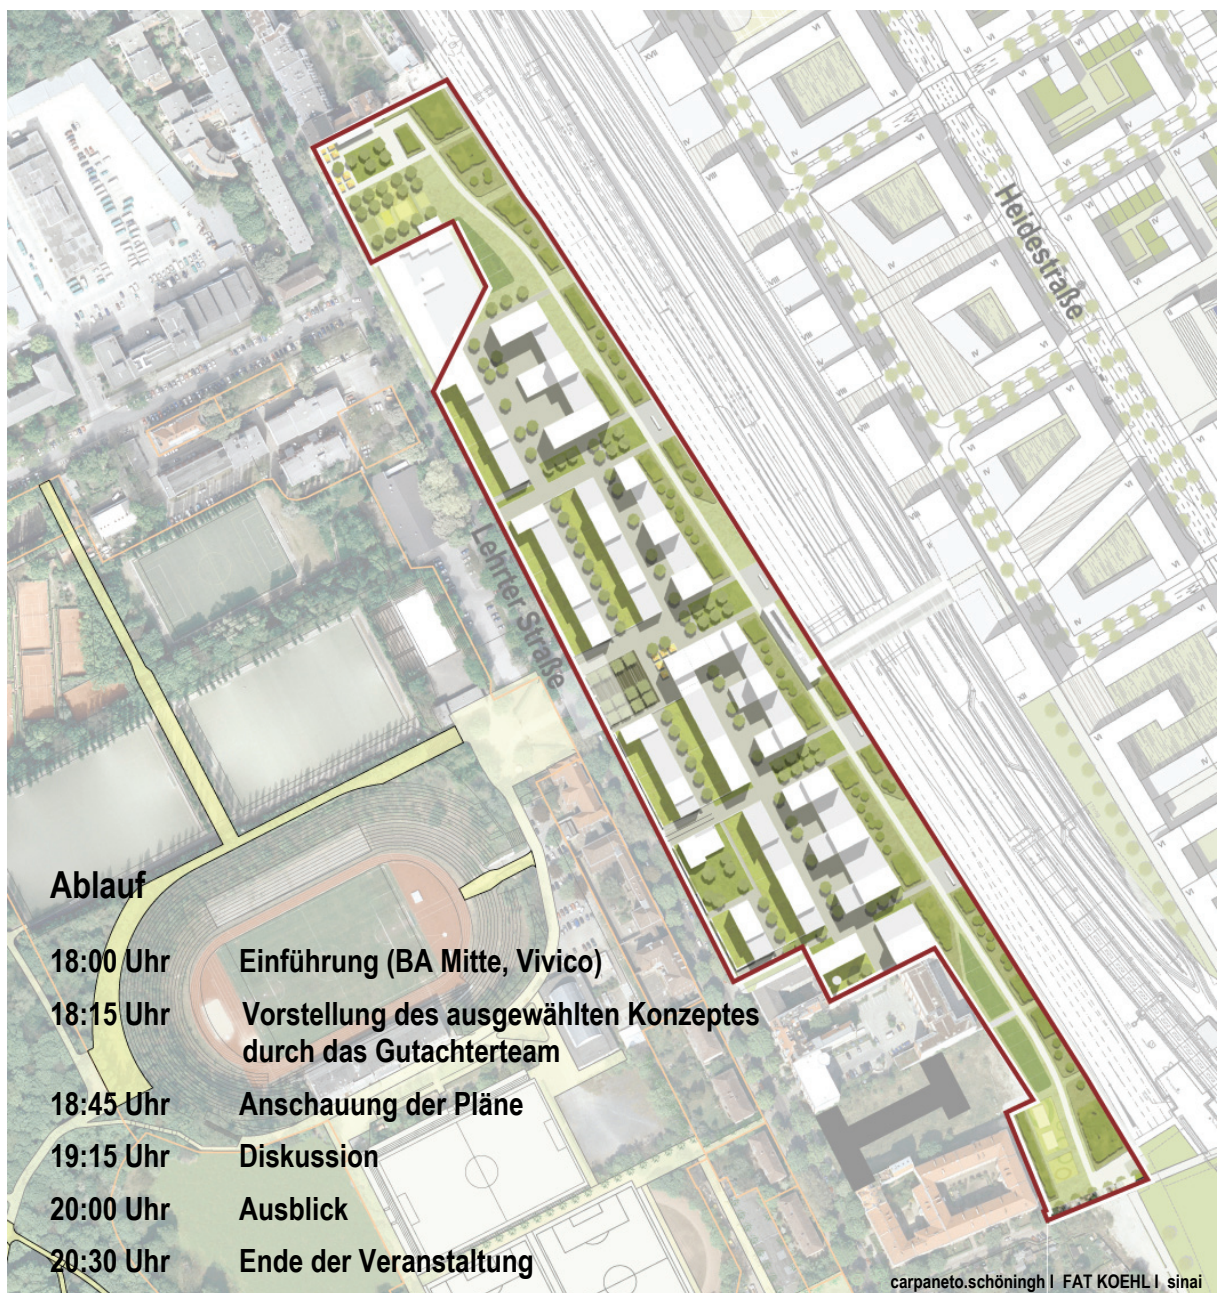 Heidestraße
Lehrter Straße
Ablauf
18:00 Uhr Einführung (BA Mitte, Vivico)
18:15 Uhr Vorstellung des ausgewählten Konzeptes
durch das Gutachterteam
18:45 Uhr Anschauung der Pläne
19:15 Uhr Diskussion
20:00 Uhr Ausblick
20:30 Uhr Ende der Veranstaltung
carpaneto.schöningh I FAT KOEHL I sinai